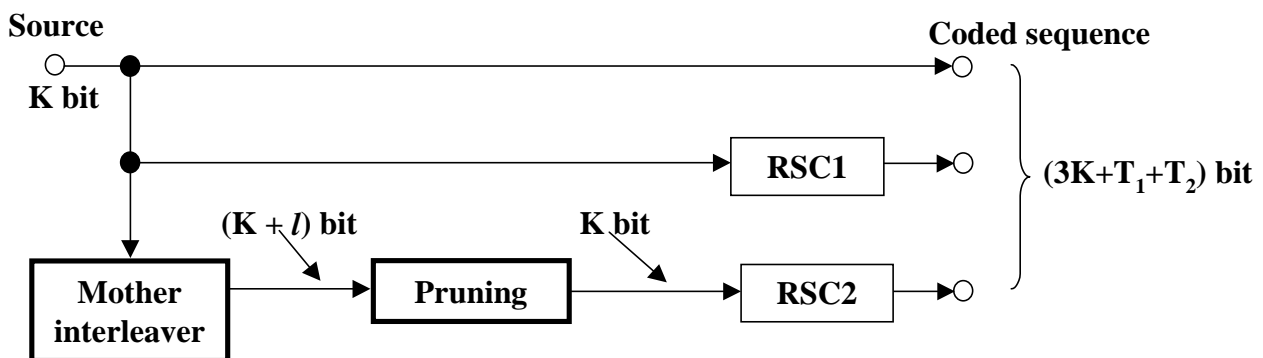 Source
Coded sequence
K bit
RSC1
(3K+T1+T2) bit
(K + l) bit
K bit
Mother
interleaver
Pruning
RSC2